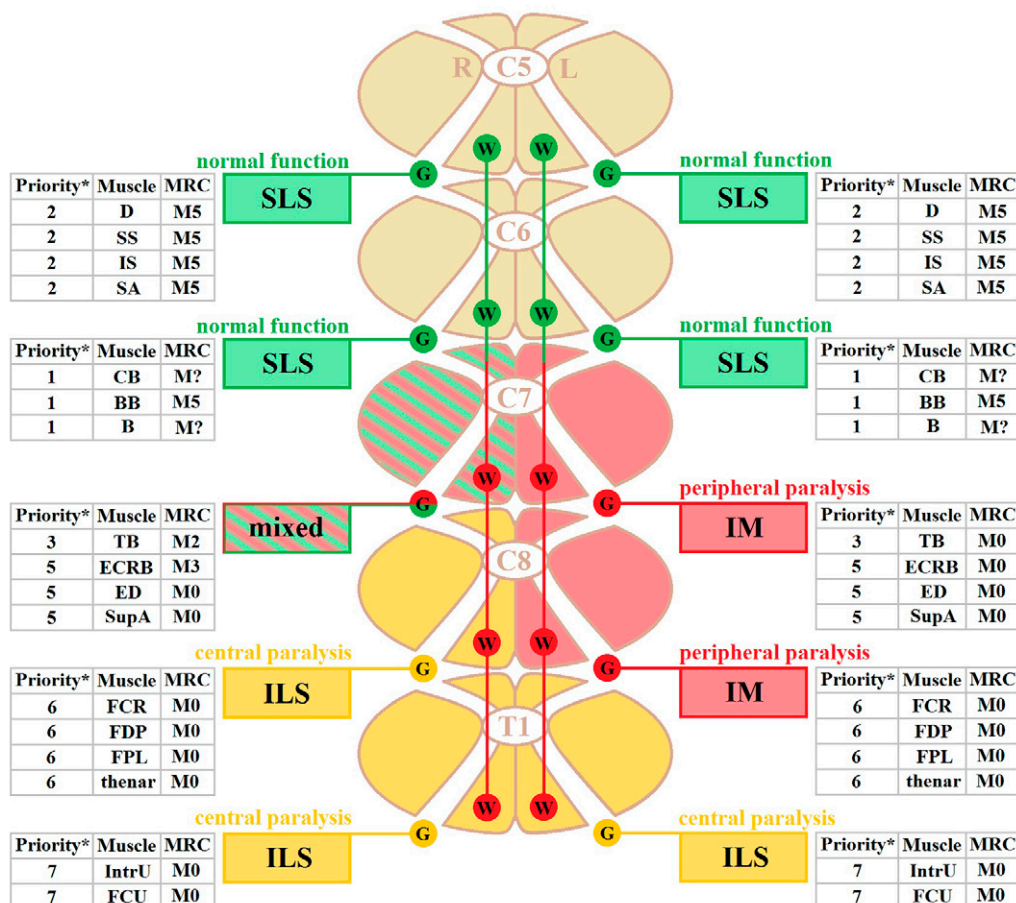 R C5 L
W W
normal function
G
SLS
Priority* Muscle MRC
2 D M5
2 SS M5
2 IS M5
2 SA M5
normal function
G
SLS
Priority* Muscle MRC
2 D M5
2 SS M5
2 IS M5
2 SA M5
C6
W W
normal function
G
SLS
Priority* Muscle MRC
1 CB M?
1 BB M5
1 B M?
normal function
G
SLS
Priority* Muscle MRC
1 CB M?
1 BB M5
1 B M?
C7
W W
G
mixed
Priority* Muscle MRC
3 TB M2
5 ECRB M3
5 ED M0
5 SupA M0
peripheral paralysis
G
IM
Priority* Muscle MRC
3 TB M0
5 ECRB M0
5 ED M0
5 SupA M0
C8
W W
central paralysis
G
ILS
Priority* Muscle MRC
6 FCR M0
6 FDP M0
6 FPL M0
6 thenar M0
peripheral paralysis
G
IM
Priority* Muscle MRC
6 FCR M0
6 FDP M0
6 FPL M0
6 thenar M0
T1
W W
central paralysis
G
ILS
Priority* Muscle MRC
7 IntrU M0
7 FCU M0
central paralysis
G
ILS
Priority* Muscle MRC
7 IntrU M0
7 FCU M0